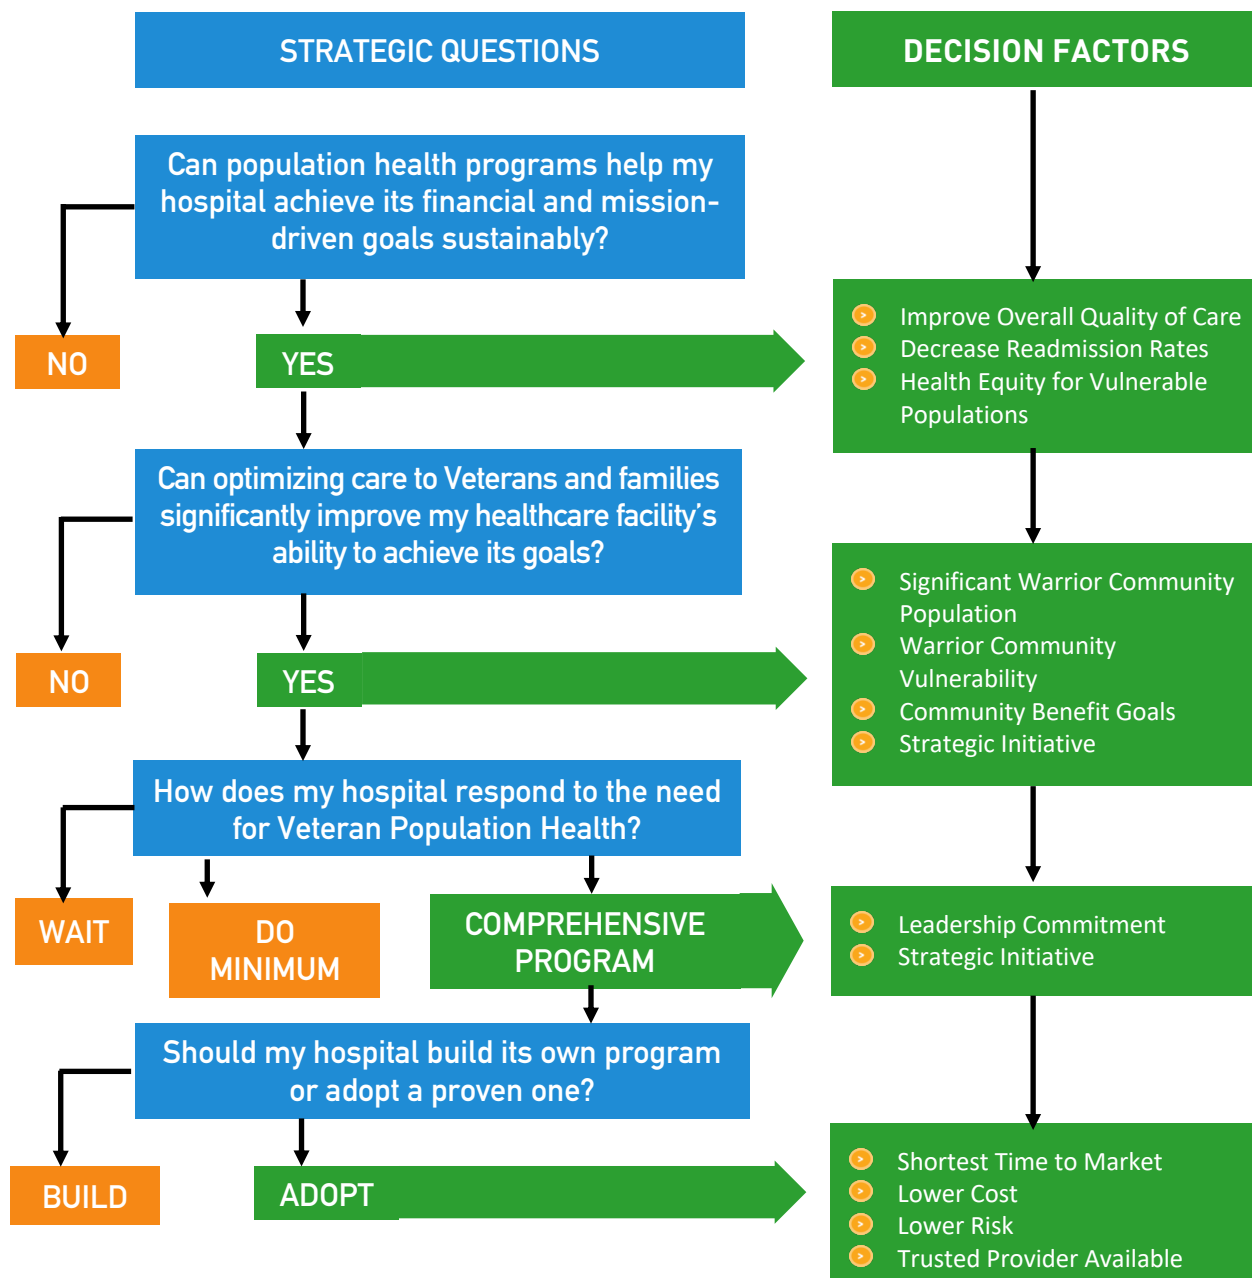 STRATEGIC QUESTIONS
DECISION FACTORS
Can population health programs help my
hospital achieve its financial and mission-
driven goals sustainably?
NO
YES
Improve Overall Quality of Care
Decrease Readmission Rates
Health Equity for Vulnerable
Populations
Can optimizing care to Veterans and families
significantly improve my healthcare facility’s
ability to achieve its goals?
NO
YES
Significant Warrior Community
Population
Warrior Community
Vulnerability
Community Benefit Goals
Strategic Initiative
How does my hospital respond to the need
for Veteran Population Health?
WAIT
DO
MINIMUM
COMPREHENSIVE
PROGRAM
Leadership Commitment
Strategic Initiative
Should my hospital build its own program
or adopt a proven one?
BUILD
ADOPT
Shortest Time to Market
Lower Cost
Lower Risk
Trusted Provider Available